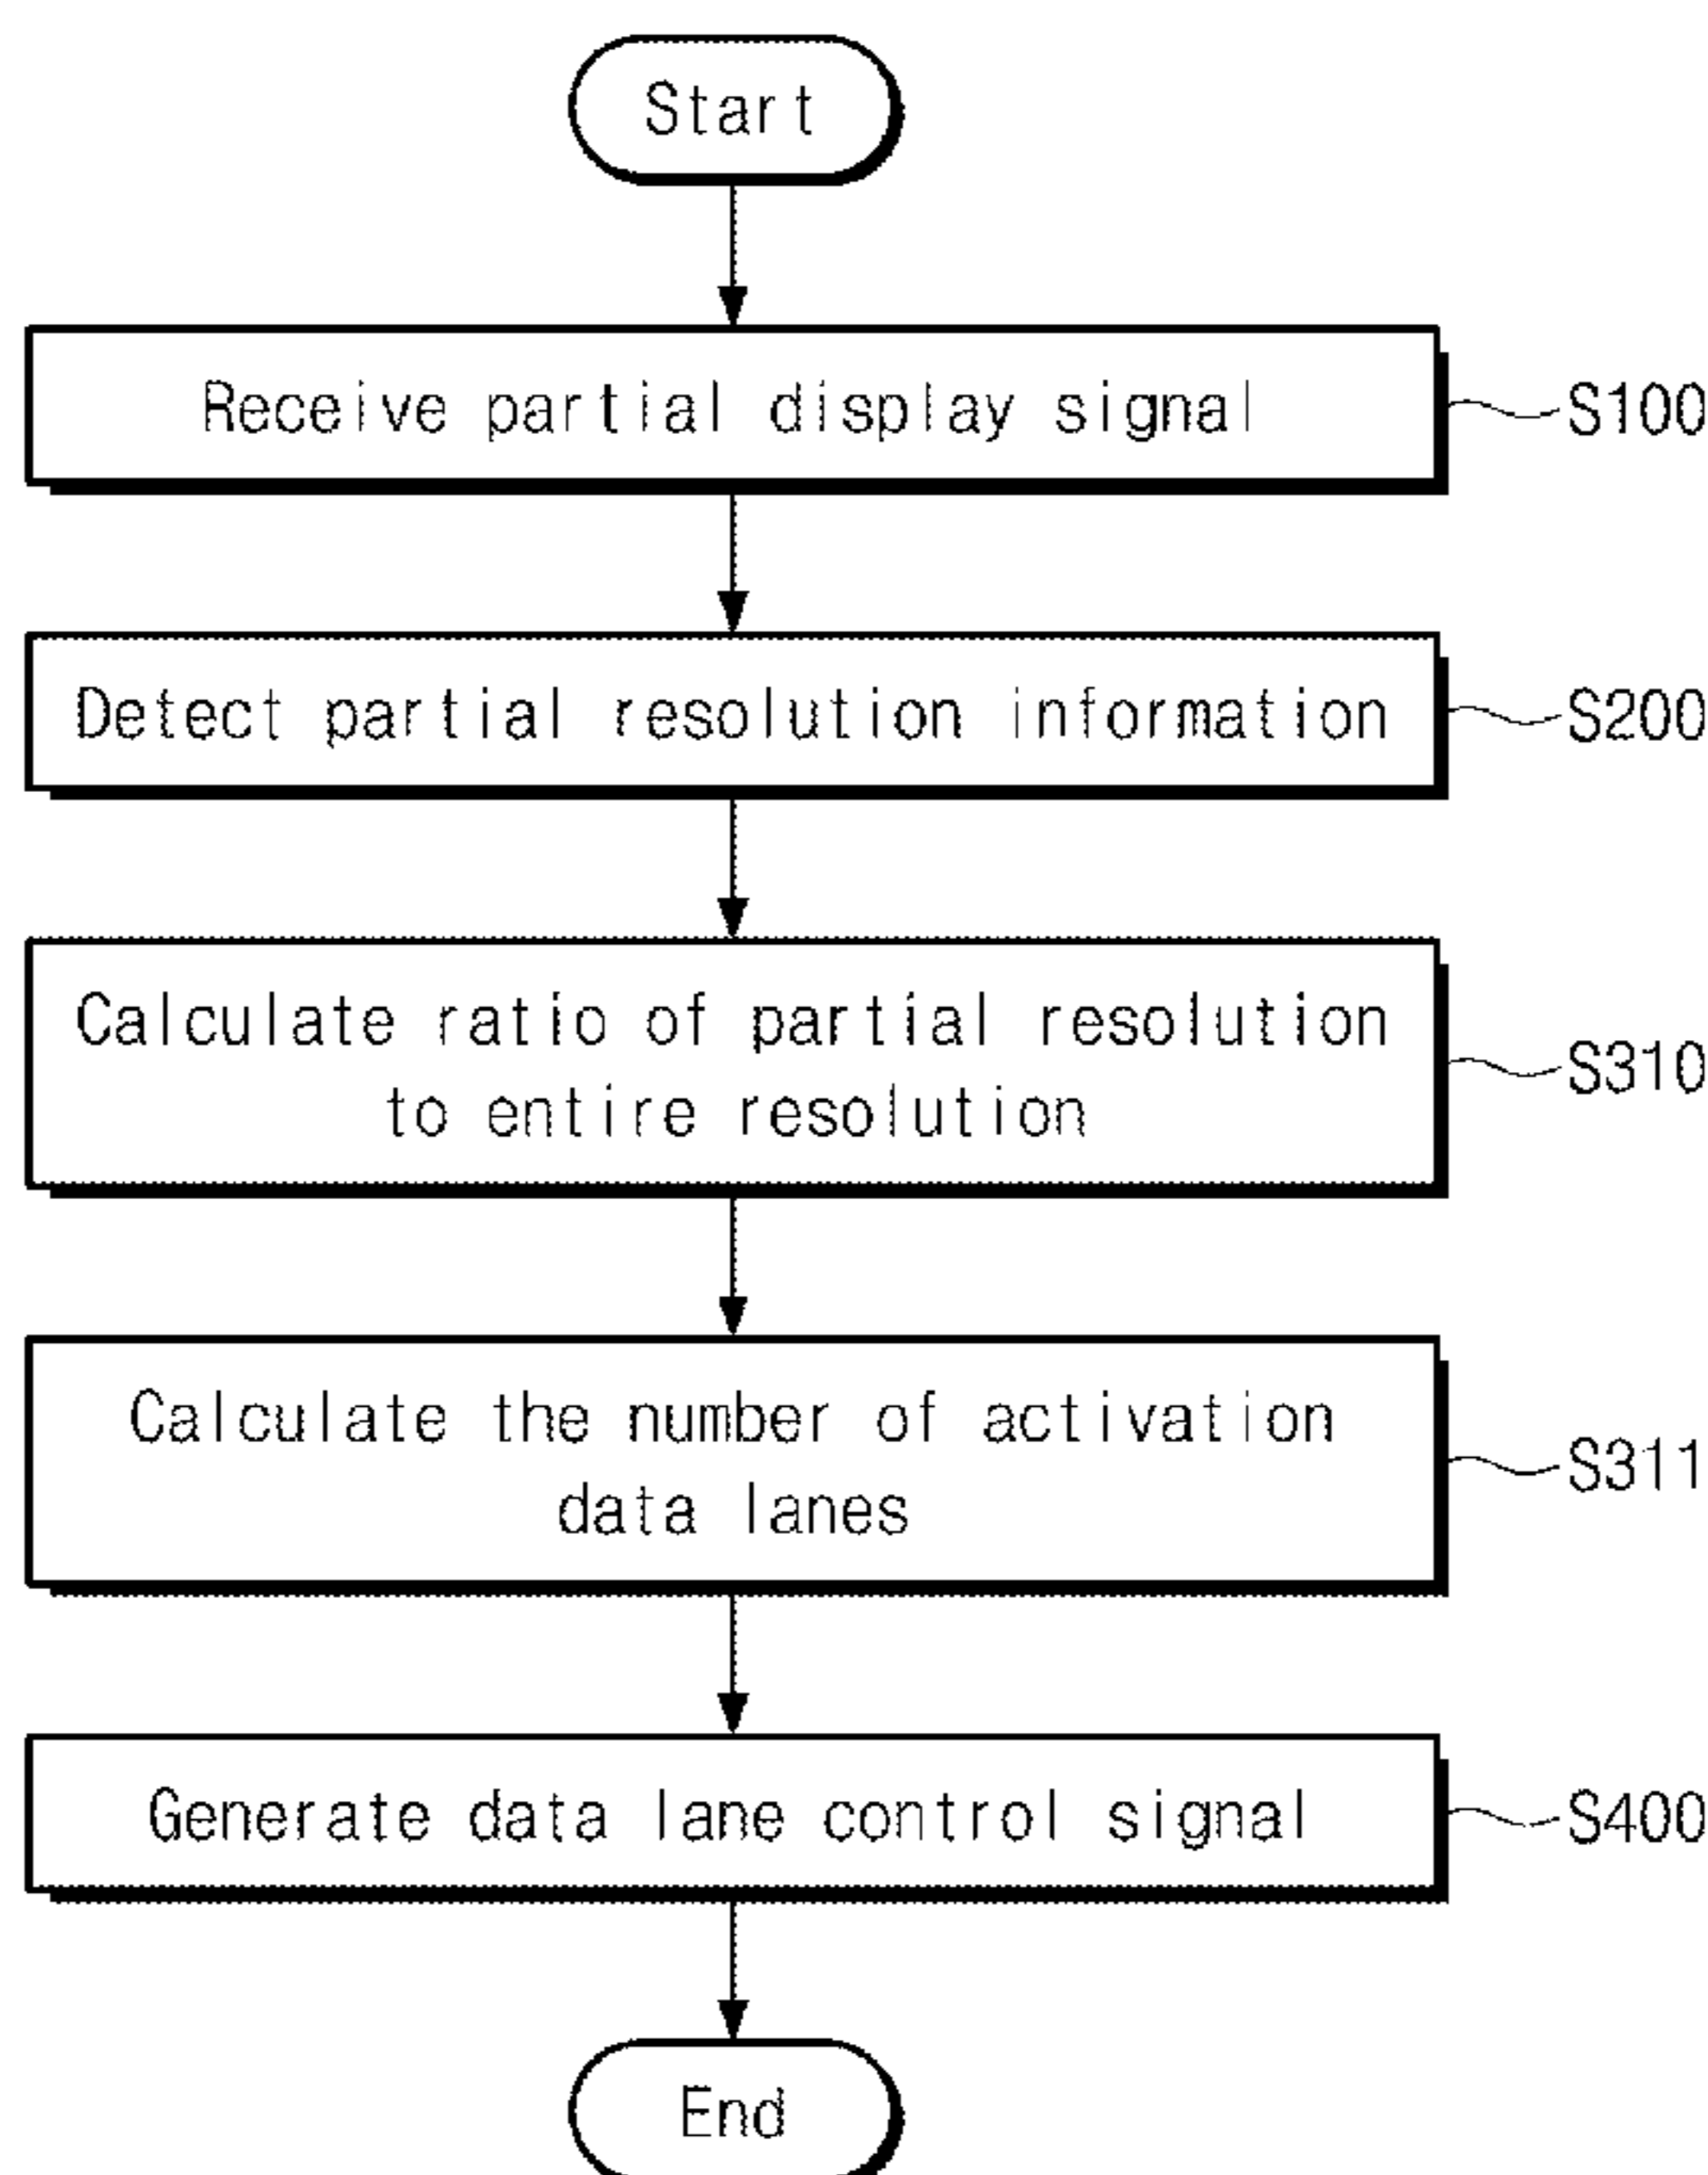 Start
Receive partial display signal
S100
Detect partial resolution information
S200
Calculate ratio of partial resolution
to entire resolution
S310
Calculate the number of activation
data lanes
S311
Generate data lane control signal
S400
End